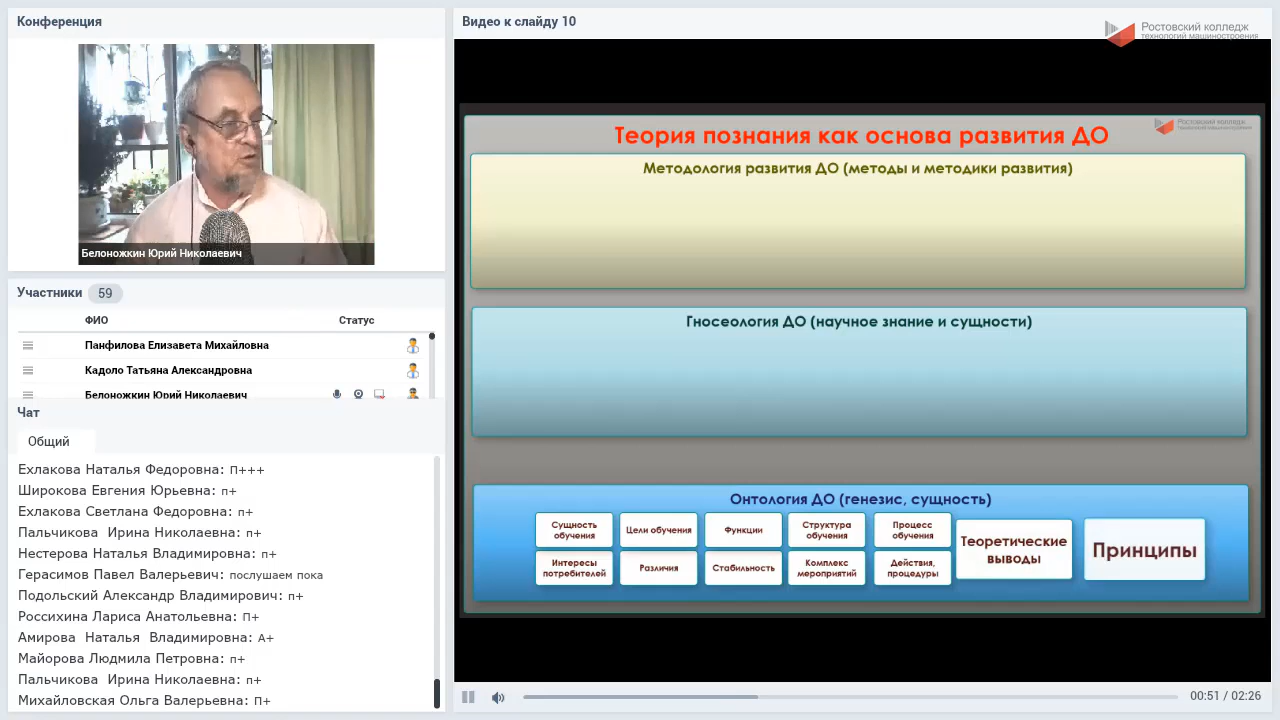 Конференция
Белоножкин Юрий Николаевич
Участники 59
ФИО Статус
Панфилова Елизавета Михайловна
Кадоло Татьяна Александровна
Белоножкин Юрий Николаевич
Чат
Общий
Ехлакова Наталья Федоровна: П+++
Широкова Евгения Юрьевна: п+
Ехлакова Светлана Федоровна: п+
Пальчикова Ирина Николаевна: п+
Нестерова Наталья Владимировна: п+
Герасимов Павел Валерьевич: послушаем пока
Подольский Александр Владимирович: п+
Россихина Лариса Анатольевна: П+
Амирова Наталья Владимировна: А+
Майорова Людмила Петровна: п+
Пальчикова Ирина Николаевна: п+
Михайловская Ольга Валерьевна: П+
Видео к слайду 10
Ростовский колледж
технологий машиностроения
Ростовский колледж
технологий машиностроения
Теория познания как основа развития ДО
Методология развития ДО (методы и методики развития)
Гносеология ДО (научное знание и сущности)
Онтология ДО (генезис, сущность)
Сущность
обучения
Цели обучения
Функции
Структура
обучения
Процесс
обучения
Интересы
потребителей
Различия
Стабильность
Комплекс
мероприятий
Действия,
процедуры
Теоретические
выводы
Принципы
00:51 / 02:26